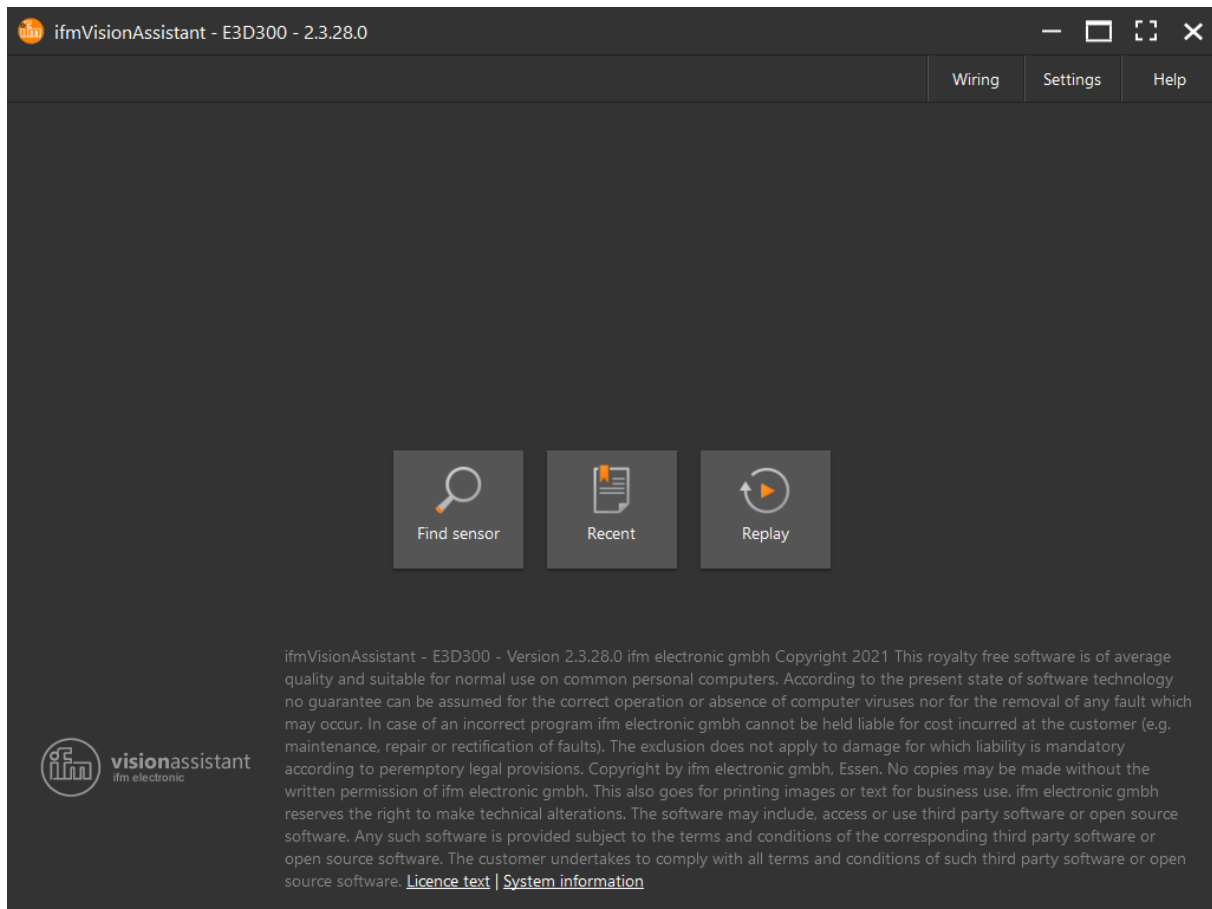 ifmVisionAssistant - E3D300 - 2.3.28.0
Wiring
Settings
Help
Find sensor
Recent
Replay
ifmVisionAssistant - E3D300 - Version 2.3.28.0 ifm electronic gmbh Copyright 2021 This royalty free software is of average
quality and suitable for normal use on common personal computers. According to the present state of software technology
no guarantee can be assumed for the correct operation or absence of computer viruses nor for the removal of any fault which
may occur. In case of an incorrect program ifm electronic gmbh cannot be held liable for cost incurred at the customer (e.g.
maintenance, repair or rectification of faults). The exclusion does not apply to damage for which liability is mandatory
according to peremptory legal provisions. Copyright by ifm electronic gmbh, Essen. No copies may be made without the
written permission of ifm electronic gmbh. This also goes for printing images or text for business use. ifm electronic gmbh
reserves the right to make technical alterations. The software may include, access or use third party software or open source
software. Any such software is provided subject to the terms and conditions of the corresponding third party software or
open source software. The customer undertakes to comply with all terms and conditions of such third party software or open
source software. Licence text | System information
ifm
visionassistant
ifm electronic